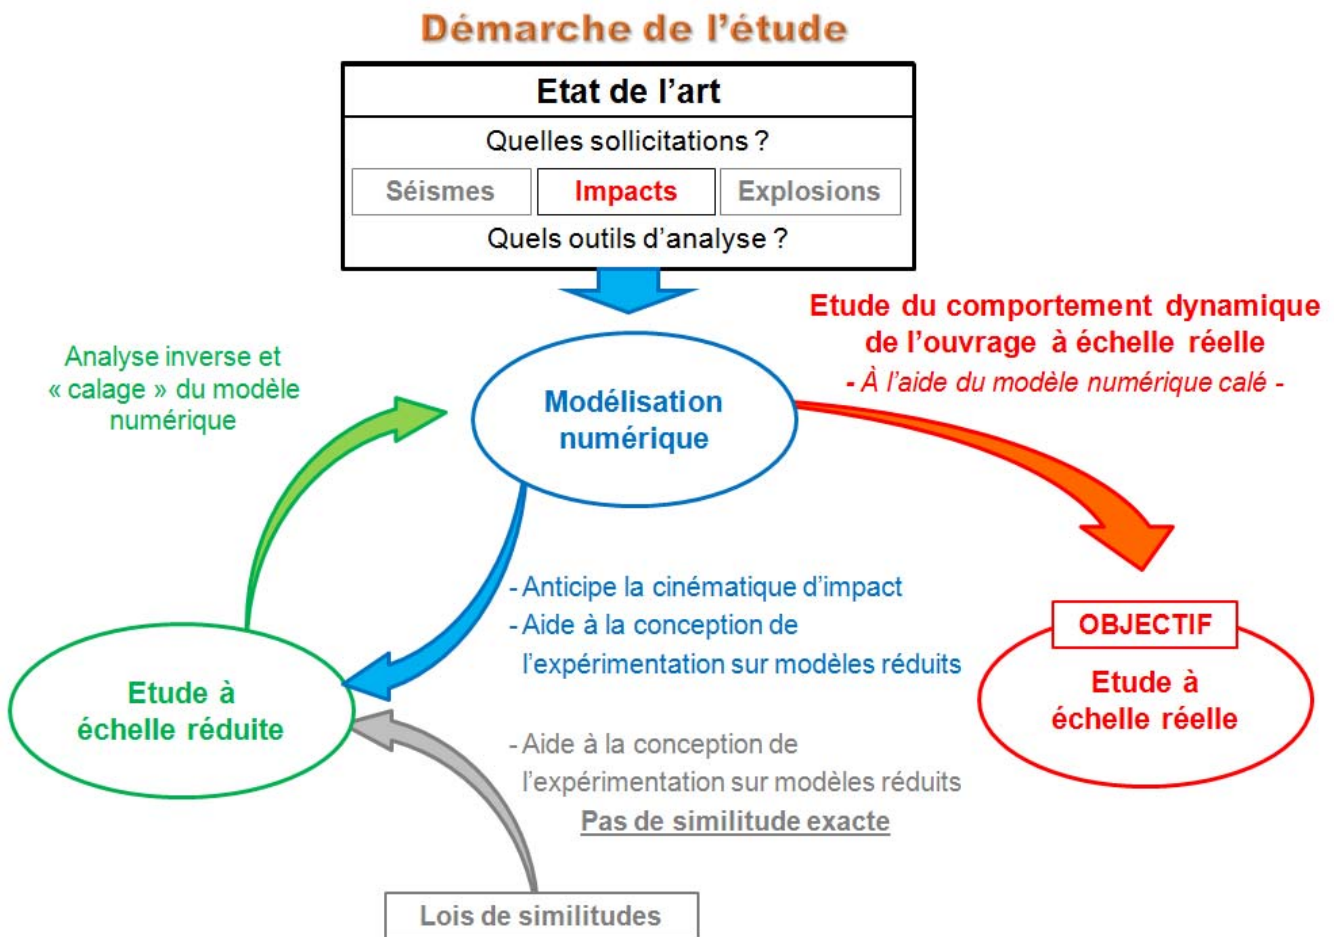 Démarche de l'étude
Etat de l'art
Quelles sollicitations ?
Séismes
Impacts
Explosions
Quels outils d'analyse ?
Etude du comportement dynamique
de l'ouvrage à échelle réelle
- À l'aide du modèle numérique calé -
Analyse inverse et
« calage » du modèle
numérique
Modélisation
numérique
- Anticipe la cinématique d'impact
- Aide à la conception de
l'expérimentation sur modèles réduits
OBJECTIF
Etude à
échelle réelle
Etude à
échelle réduite
- Aide à la conception de
l'expérimentation sur modèles réduits
Pas de similitude exacte
Lois de similitudes